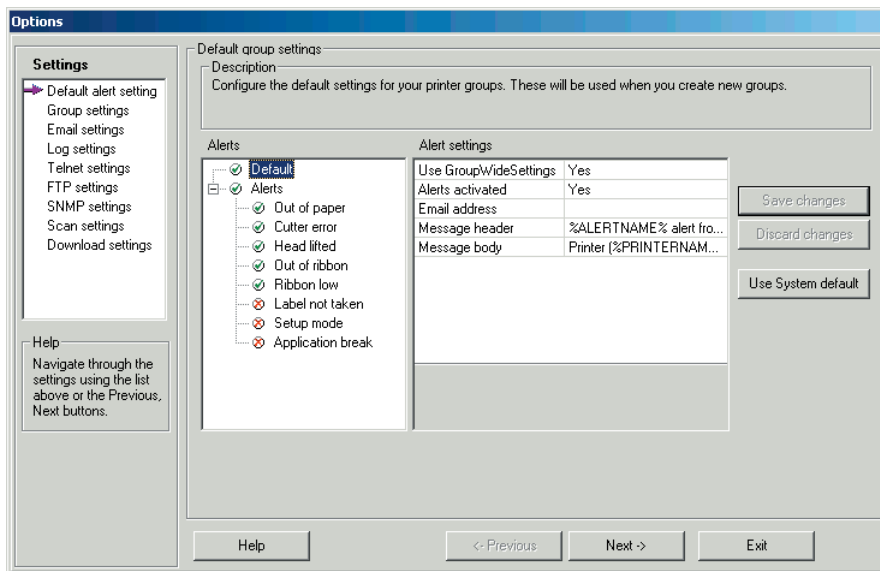 Options
Settings
Default alert setting
Group settings
Email settings
Log settings
Telnet settings
FTP settings
SNMP settings
Scan settings
Download settings
Help
Navigate through the
settings using the list
above or the Previous,
Next buttons.
Default group settings
Description
Configure the default settings for your printer groups. These will be used when you create new groups.
Alerts
Default
Alerts
Out of paper
Cutter error
Head lifted
Out of ribbon
Ribbon low
Label not taken
Setup mode
Application break
Alert settings
Use GroupWideSettings Yes
Alerts activated Yes
Email address
Message header %ALERTNAME% alert fro...
Message body Printer (%PRINTERNAM...
Save changes
Discard changes
Use System default
Help
<- Previous
Next ->
Exit